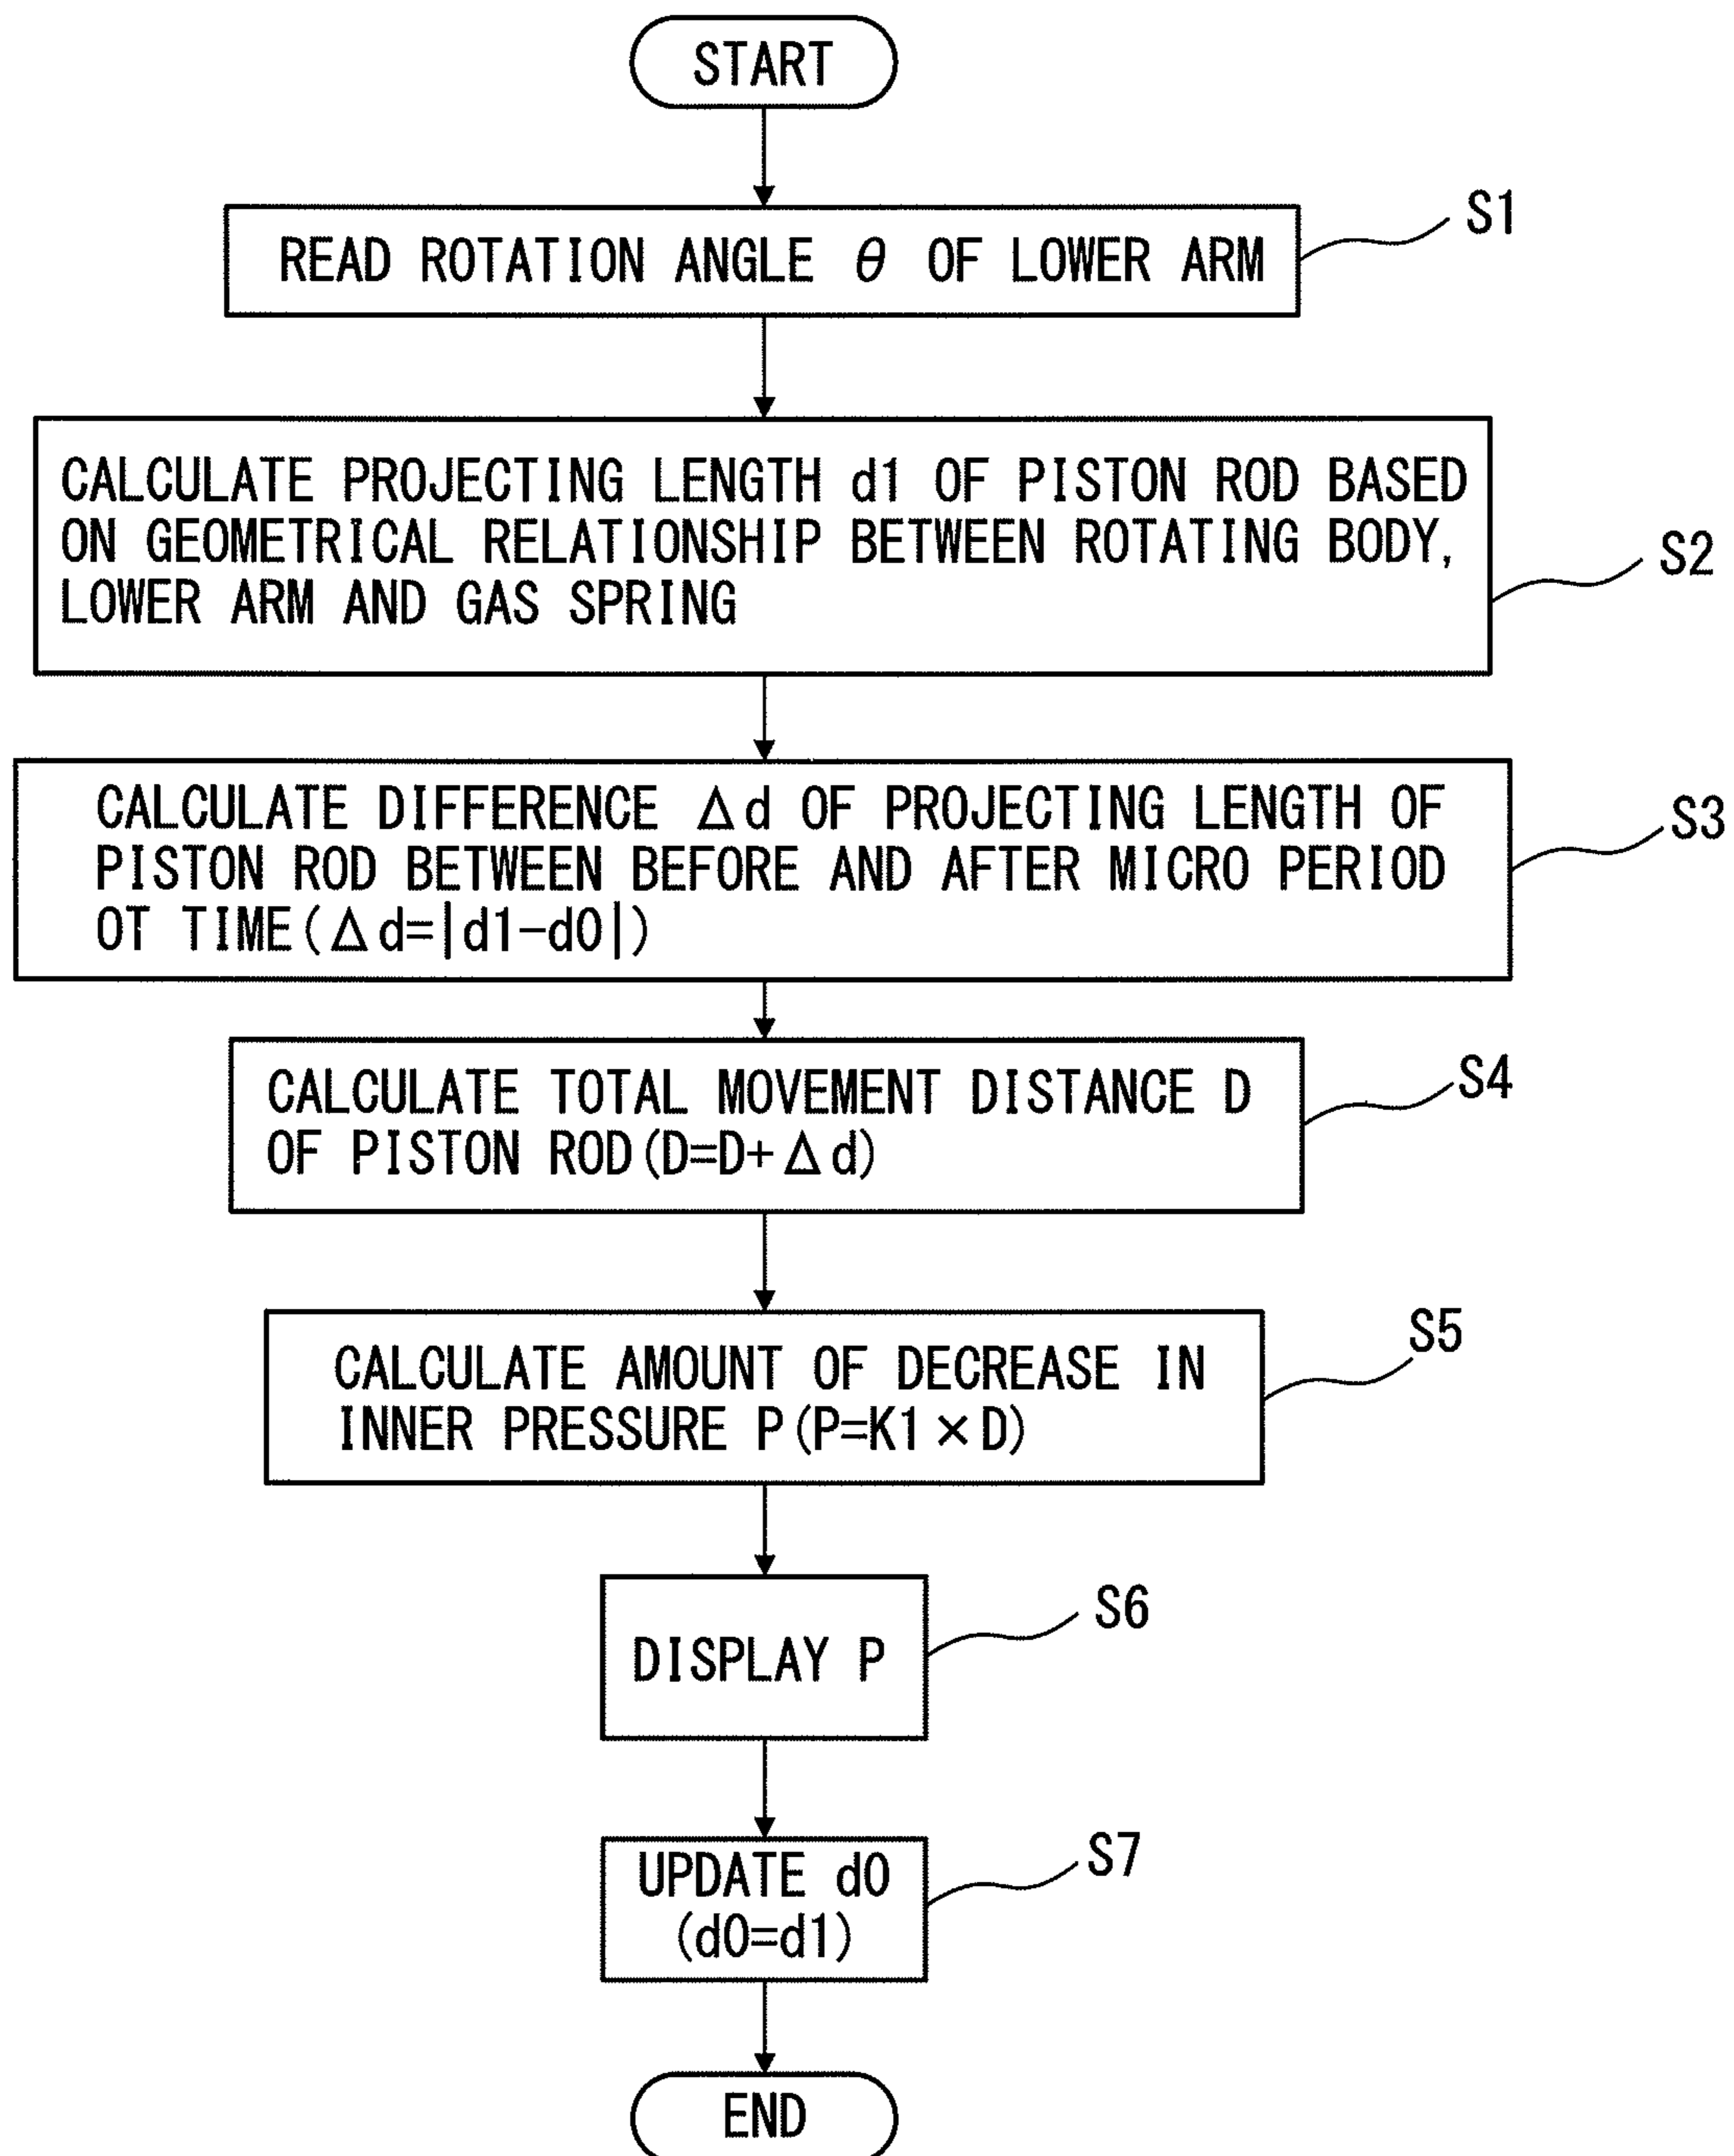 START
READ ROTATION ANGLE θ OF LOWER ARM
S1
CALCULATE PROJECTING LENGTH d1 OF PISTON ROD BASED
ON GEOMETRICAL RELATIONSHIP BETWEEN ROTATING BODY,
LOWER ARM AND GAS SPRING
S2
CALCULATE DIFFERENCE Δd OF PROJECTING LENGTH OF
PISTON ROD BETWEEN BEFORE AND AFTER MICRO PERIOD
OT TIME(Δd=|d1-d0|)
S3
CALCULATE TOTAL MOVEMENT DISTANCE D
OF PISTON ROD(D=D+Δd)
S4
CALCULATE AMOUNT OF DECREASE IN
INNER PRESSURE P(P=K1×D)
S5
DISPLAY P
S6
UPDATE d0
(d0=d1)
S7
END